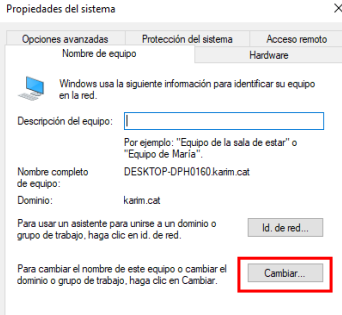 Propiedades del sistema
Opciones avanzadas Protección del sistema Acceso remoto
Nombre de equipo Hardware
Windows usa la siguiente información para identificar su equipo
en la red.
Descripción del equipo:
Por ejemplo: "Equipo de la sala de estar" o
"Equipo de María".
Nombre completo DESKTOP-DPH0160.karim.cat
de equipo:
Dominio: karim.cat
Para usar un asistente para unirse a un dominio o
grupo de trabajo, haga clic en Id. de red. Id. de red...
Para cambiar el nombre de este equipo o cambiar el
dominio o grupo de trabajo, haga clic en Cambiar. Cambiar...